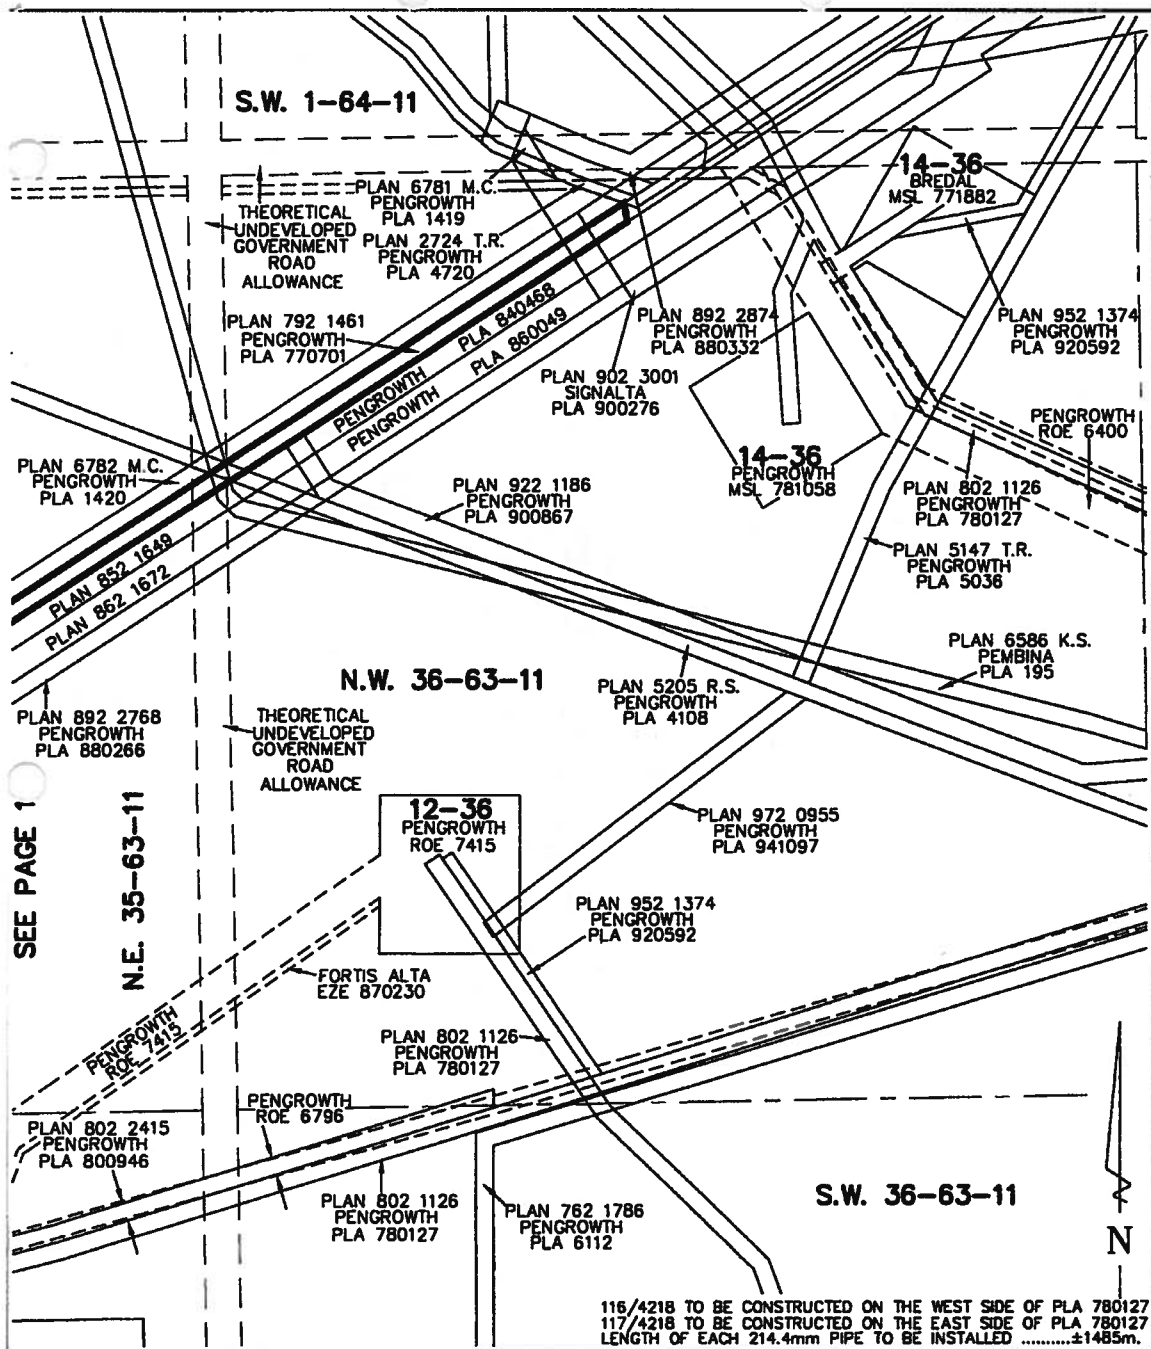 S.W. 1-64-11
14-36
BREDAL
MSL 771882
PLAN 6781 M.C.
PENGROWTH
PLA 1419
THEORETICAL
UNDEVELOPED
GOVERNMENT
ROAD
ALLOWANCE
PLAN 2724 T.R.
PENGROWTH
PLA 4720
PLAN 792 1461
PENGROWTH
PLA 770701
PENGROWTH PLA 840468
PENGROWTH PLA 860049
PLAN 892 2874
PENGROWTH
PLA 880332
PLAN 952 1374
PENGROWTH
PLA 920592
PLAN 902 3001
SIGNALTA
PLA 900276
PENGROWTH
ROE 6400
14-36
PENGROWTH
MSL 781058
PLAN 6782 M.C.
PENGROWTH
PLA 1420
PLAN 922 1186
PENGROWTH
PLA 900867
PLAN 802 1126
PENGROWTH
PLA 780127
PLAN 852 1649
PLAN 862 1672
PLAN 5147 T.R.
PENGROWTH
PLA 5036
PLAN 6586 K.S.
PEMBINA
PLA 195
N.W. 36-63-11
PLAN 5205 R.S.
PENGROWTH
PLA 4108
PLAN 892 2768
PENGROWTH
PLA 880266
THEORETICAL
UNDEVELOPED
GOVERNMENT
ROAD
ALLOWANCE
SEE PAGE 1
N.E. 35-63-11
12-36
PENGROWTH
ROE 7415
PLAN 972 0955
PENGROWTH
PLA 941097
PLAN 952 1374
PENGROWTH
PLA 920592
FORTIS ALTA
EZE 870230
PENGROWTH
ROE 7415
PLAN 802 1126
PENGROWTH
PLA 780127
PENGROWTH
ROE 6796
PLAN 802 2415
PENGROWTH
PLA 800946
PLAN 802 1126
PENGROWTH
PLA 780127
PLAN 762 1786
PENGROWTH
PLA 6112
S.W. 36-63-11
N
116/4218 TO BE CONSTRUCTED ON THE WEST SIDE OF PLA 780127
117/4218 TO BE CONSTRUCTED ON THE EAST SIDE OF PLA 780127
LENGTH OF EACH 214.4mm PIPE TO BE INSTALLED ..........±1485m.